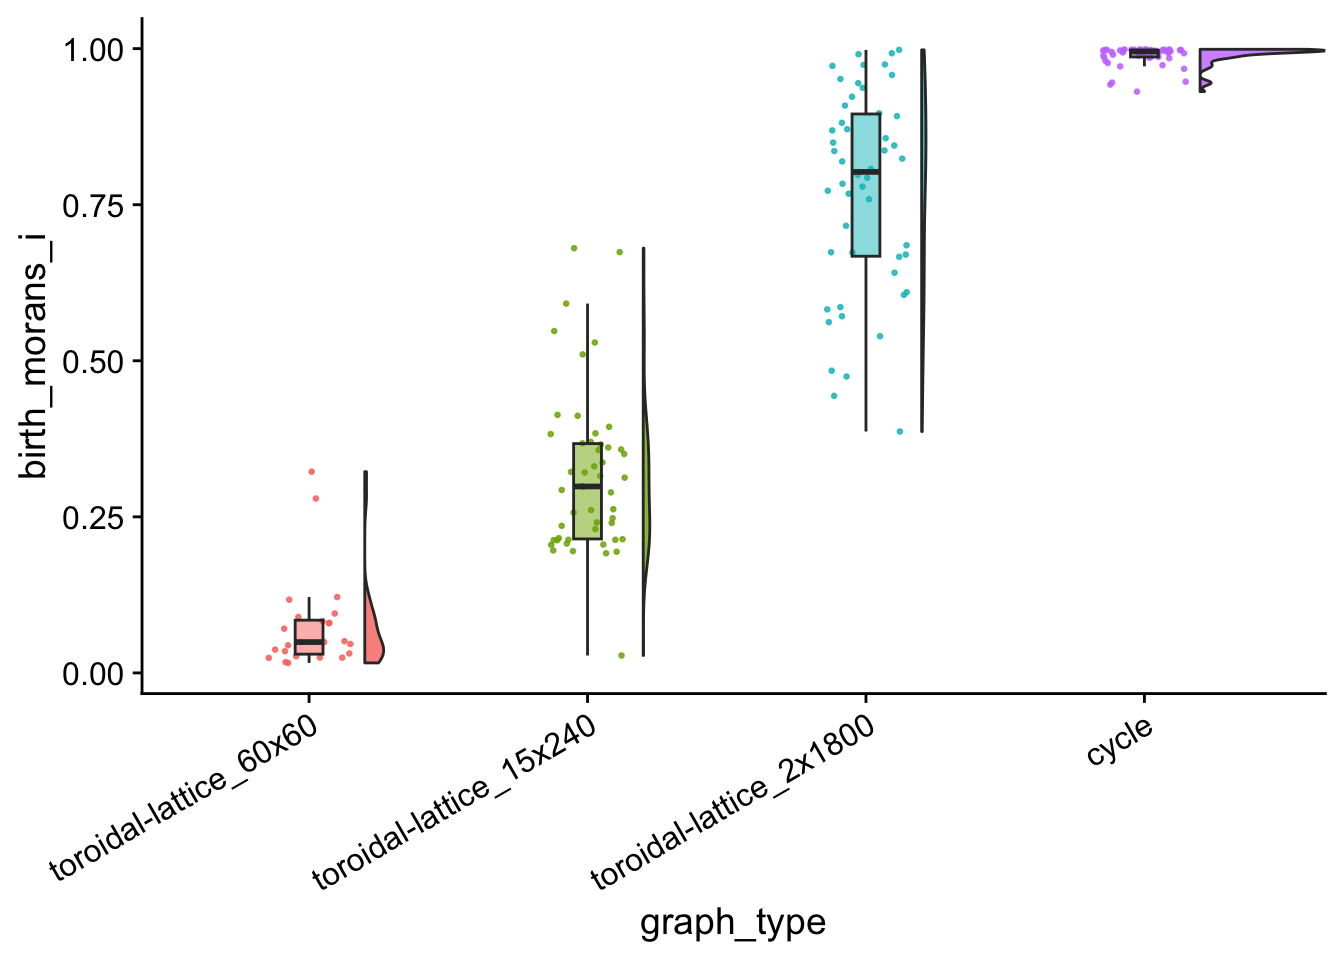 1.00
0.75
0.50
0.25
0.00
birth_morans_i
toroidal-lattice_60x60
toroidal-lattice_15x240
toroidal-lattice_2x1800
cycle
graph_type